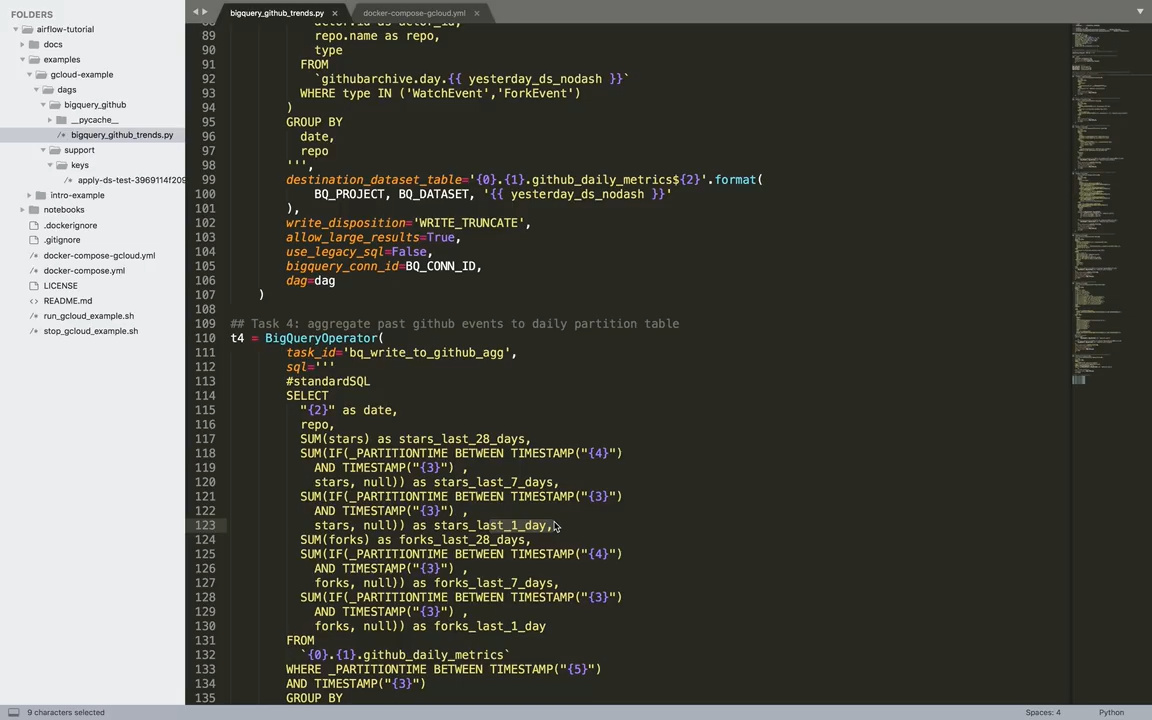 FOLDERS
airflow-tutorial
docs
examples
gcloud-example
dags
bigquery_github
__pycache__
/* bigquery_github_trends.py
support
keys
/* apply-ds-test-3969114f209
intro-example
notebooks
.dockerignore
.gitignore
/* docker-compose-gcloud.yml
/* docker-compose.yml
LICENSE
<> README.md
/* run_gcloud_example.sh
/* stop_gcloud_example.sh
bigquery_github_trends.py × docker-compose-gcloud.yml ×
89 repo.name as repo,
90 type
91 FROM
92 `githubarchive.day.{{ yesterday_ds_nodash }}`
93 WHERE type IN ('WatchEvent','ForkEvent')
94 )
95 GROUP BY
96 date,
97 repo
98 ''',
99 destination_dataset_table='{0}.{1}.github_daily_metrics${2}'.format(
100 BQ_PROJECT, BQ_DATASET, '{{ yesterday_ds_nodash }}'
101 ),
102 write_disposition='WRITE_TRUNCATE',
103 allow_large_results=True,
104 use_legacy_sql=False,
105 bigquery_conn_id=BQ_CONN_ID,
106 dag=dag
107 )
108
109 ## Task 4: aggregate past github events to daily partition table
110 t4 = BigQueryOperator(
111 task_id='bq_write_to_github_agg',
112 sql='''
113 #standardSQL
114 SELECT
115 "{2}" as date,
116 repo,
117 SUM(stars) as stars_last_28_days,
118 SUM(IF(_PARTITIONTIME BETWEEN TIMESTAMP("{4}")
119 AND TIMESTAMP("{3}") ,
120 stars, null)) as stars_last_7_days,
121 SUM(IF(_PARTITIONTIME BETWEEN TIMESTAMP("{3}")
122 AND TIMESTAMP("{3}") ,
123 stars, null)) as stars_last_1_day,
124 SUM(forks) as forks_last_28_days,
125 SUM(IF(_PARTITIONTIME BETWEEN TIMESTAMP("{4}")
126 AND TIMESTAMP("{3}") ,
127 forks, null)) as forks_last_7_days,
128 SUM(IF(_PARTITIONTIME BETWEEN TIMESTAMP("{3}")
129 AND TIMESTAMP("{3}") ,
130 forks, null)) as forks_last_1_day
131 FROM
132 `{0}.{1}.github_daily_metrics`
133 WHERE _PARTITIONTIME BETWEEN TIMESTAMP("{5}")
134 AND TIMESTAMP("{3}")
135 GROUP BY
9 characters selected
Spaces: 4
Python